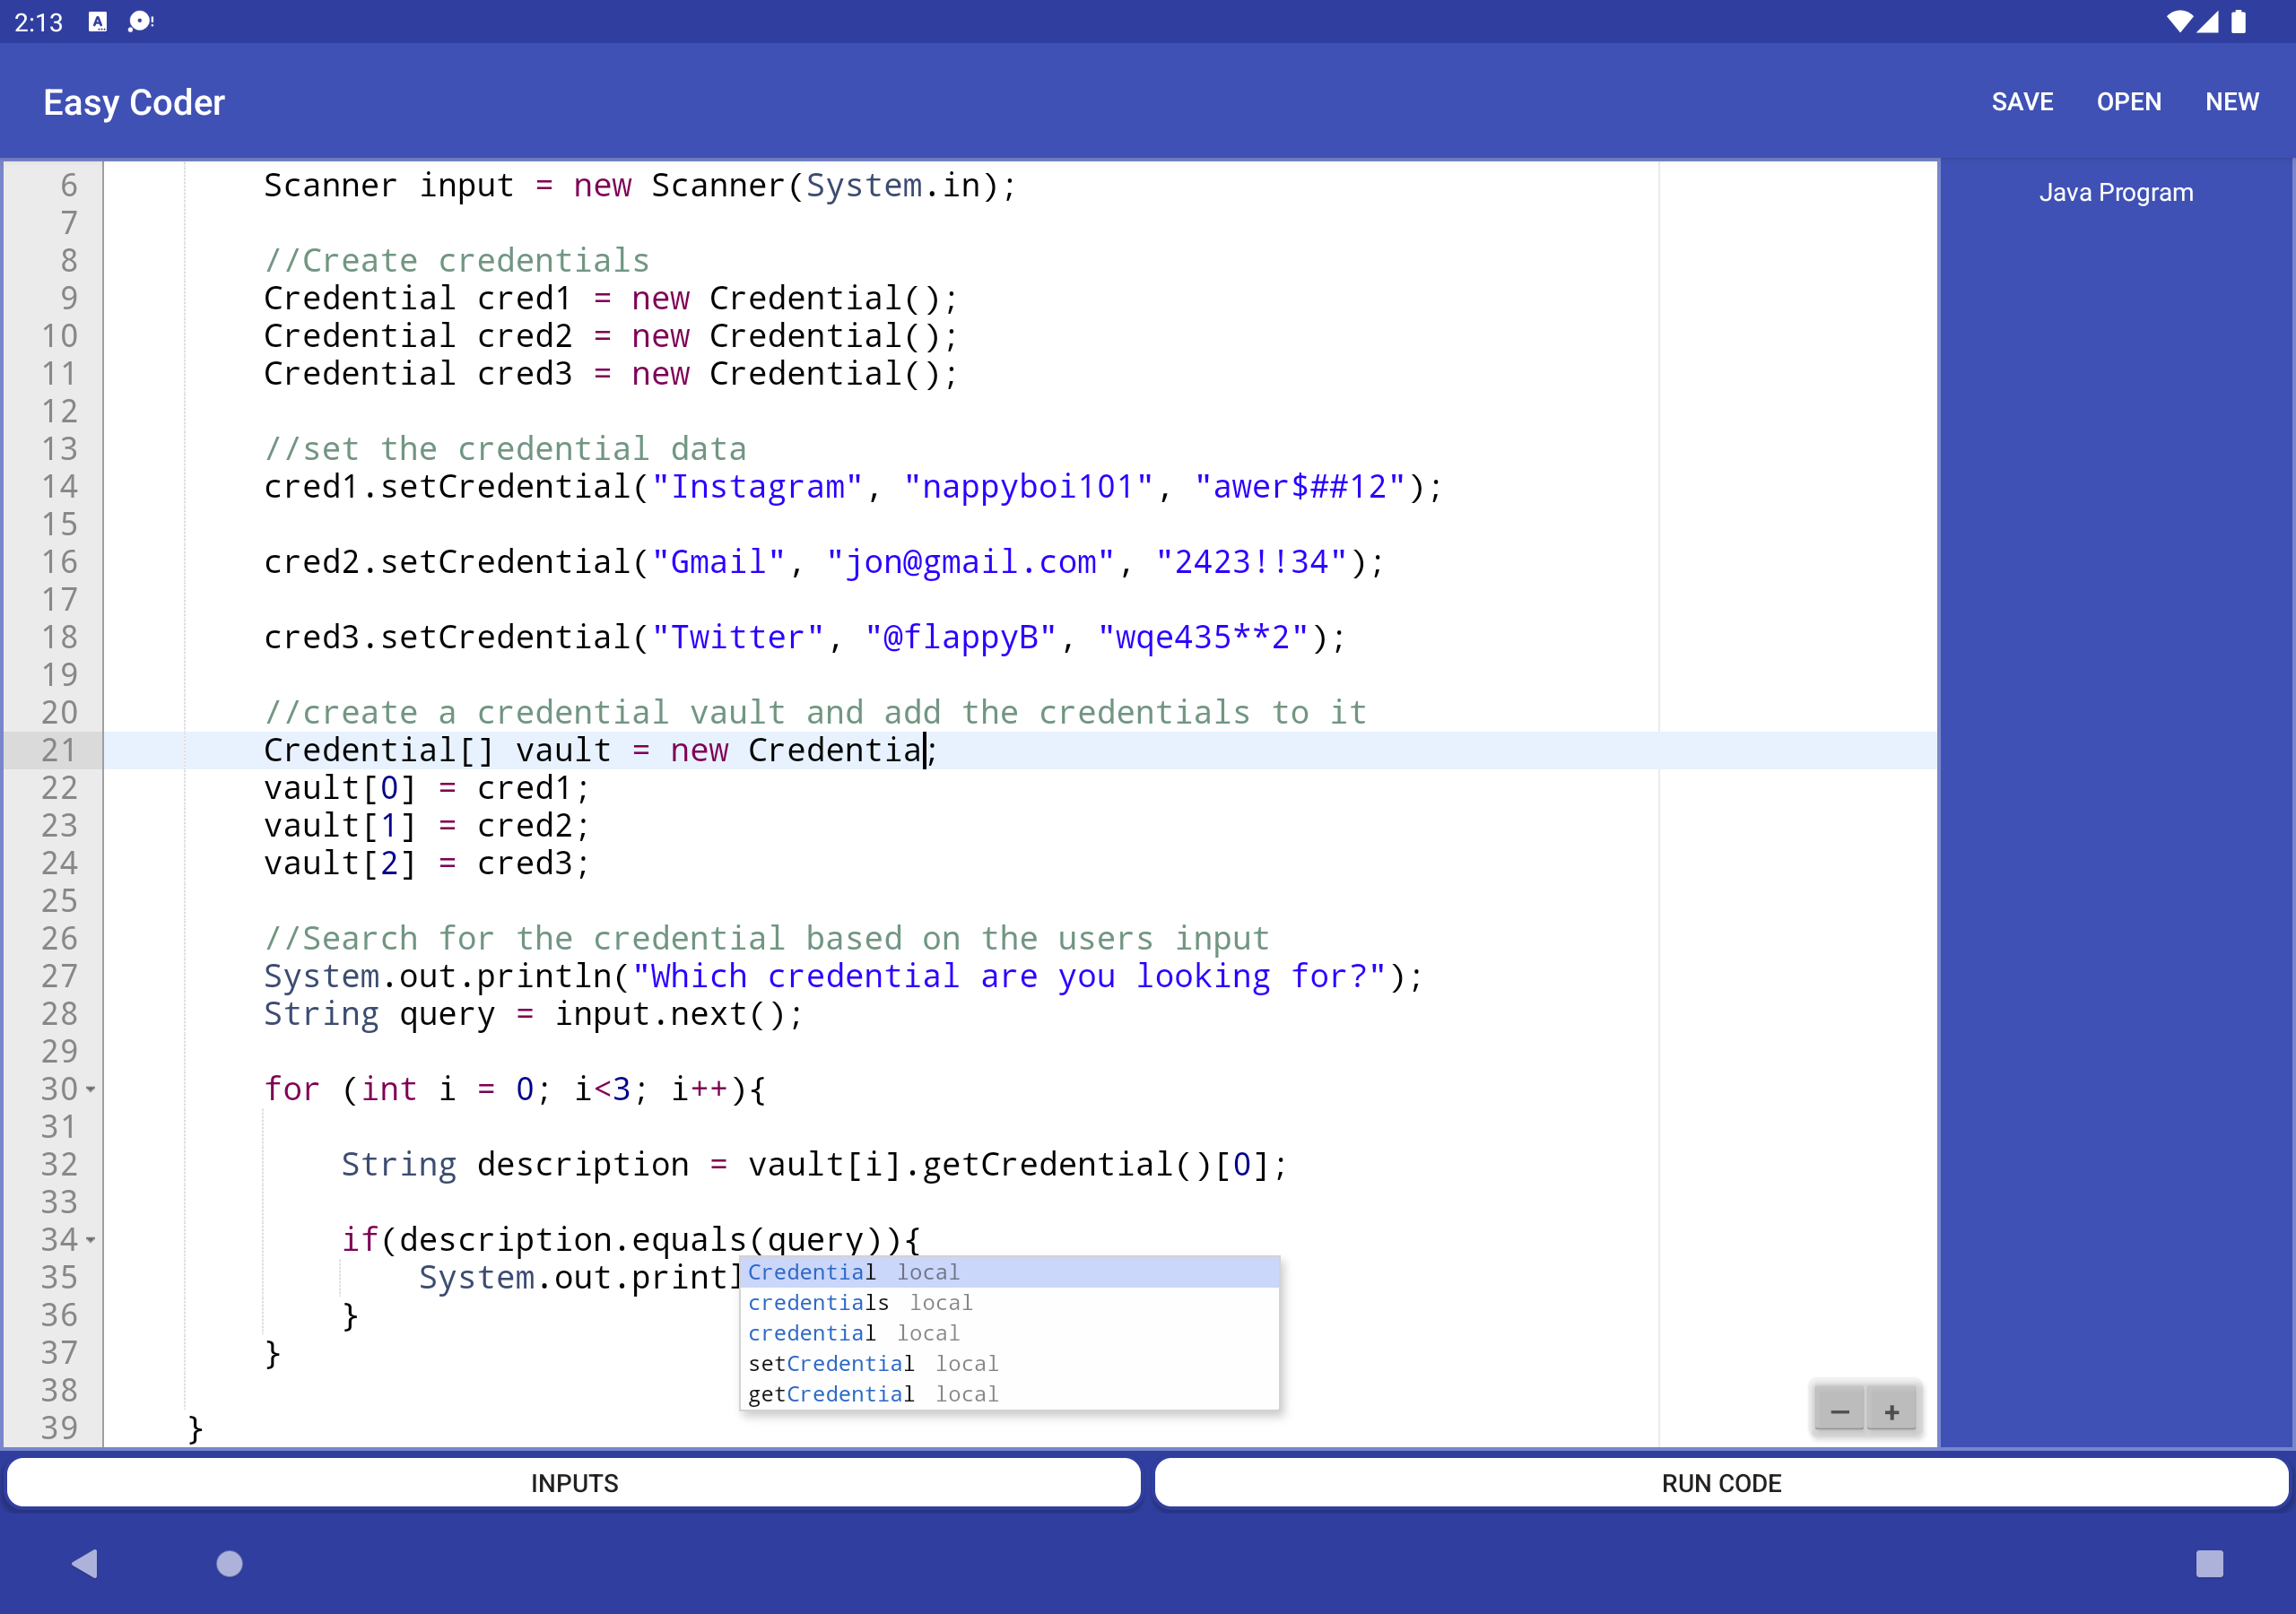 2:13
Easy Coder
SAVE OPEN NEW
6 Scanner input = new Scanner(System.in);
7
8 //Create credentials
9 Credential cred1 = new Credential();
10 Credential cred2 = new Credential();
11 Credential cred3 = new Credential();
12
13 //set the credential data
14 cred1.setCredential("Instagram", "nappyboi101", "awer$##12");
15
16 cred2.setCredential("Gmail", "jon@gmail.com", "2423!!34");
17
18 cred3.setCredential("Twitter", "@flappyB", "wqe435**2");
19
20 //create a credential vault and add the credentials to it
21 Credential[] vault = new Credentia;
22 vault[0] = cred1;
23 vault[1] = cred2;
24 vault[2] = cred3;
25
26 //Search for the credential based on the users input
27 System.out.println("Which credential are you looking for?");
28 String query = input.next();
29
30 for (int i = 0; i<3; i++){
31
32 String description = vault[i].getCredential()[0];
33
34 if(description.equals(query)){
35 System.out.printl
36 }
37 }
38
39 }
Credential local
credentials local
credential local
setCredential local
getCredential local
− +
Java Program
INPUTS
RUN CODE